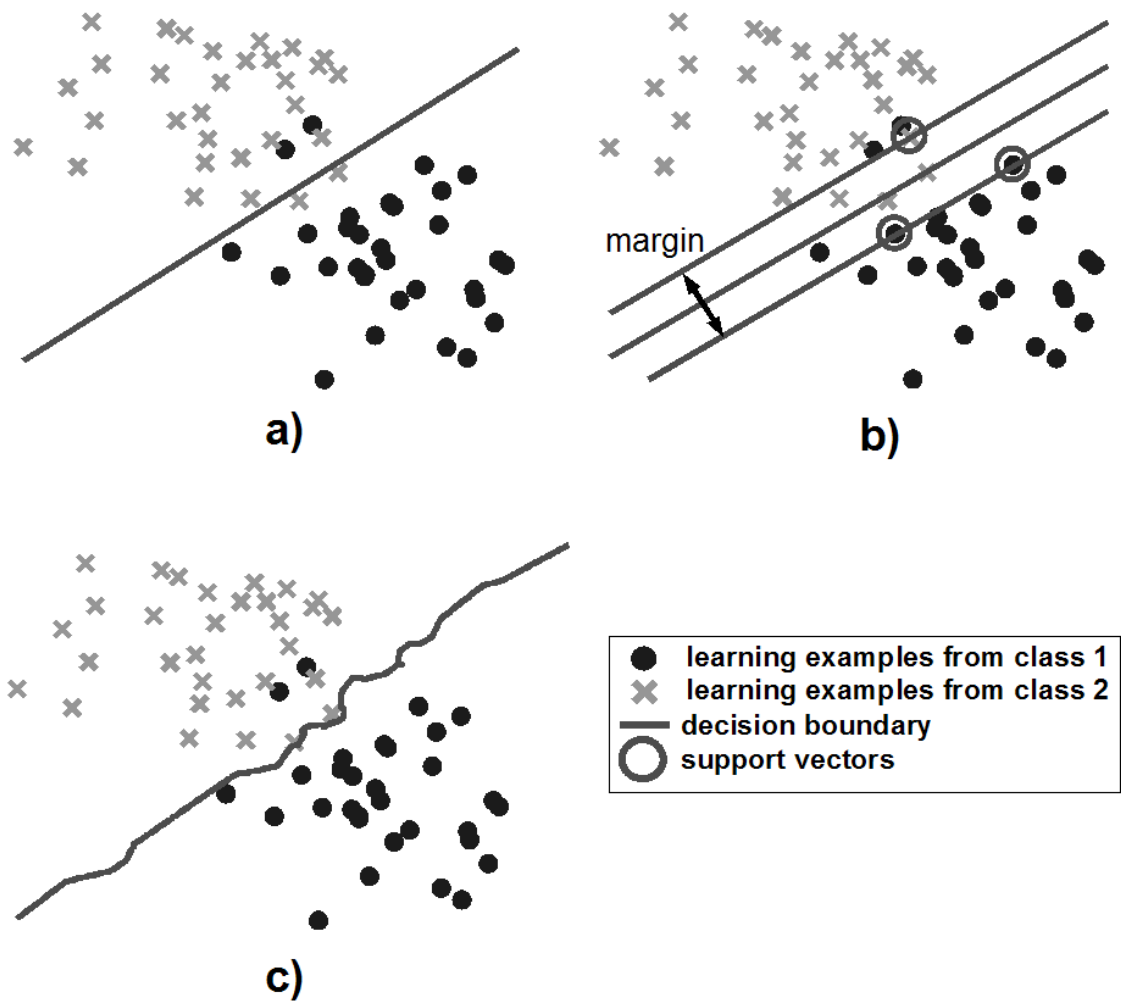 margin
a)
b)
learning examples from class 1
learning examples from class 2
decision boundary
support vectors
c)